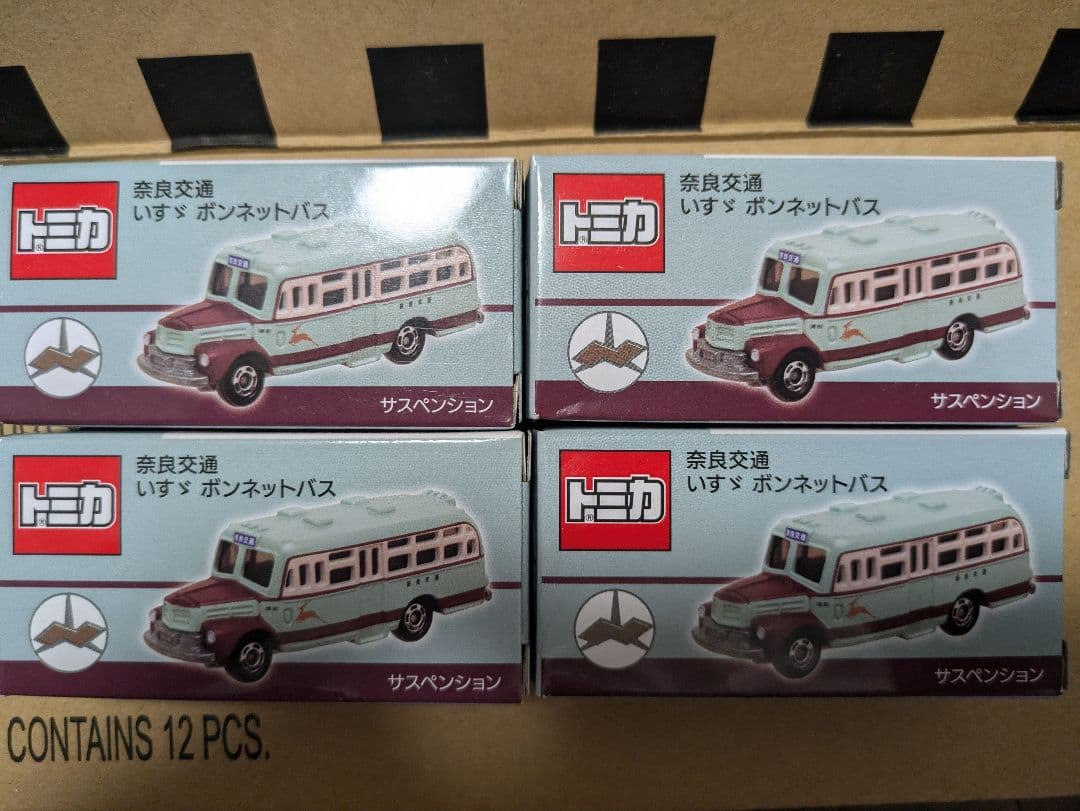 トミカ
奈良交通
いすゞ ボンネットバス
サスペンション
トミカ
奈良交通
いすゞ ボンネットバス
サスペンション
トミカ
奈良交通
いすゞ ボンネットバス
サスペンション
トミカ
奈良交通
いすゞ ボンネットバス
サスペンション
CONTAINS 12 PCS.